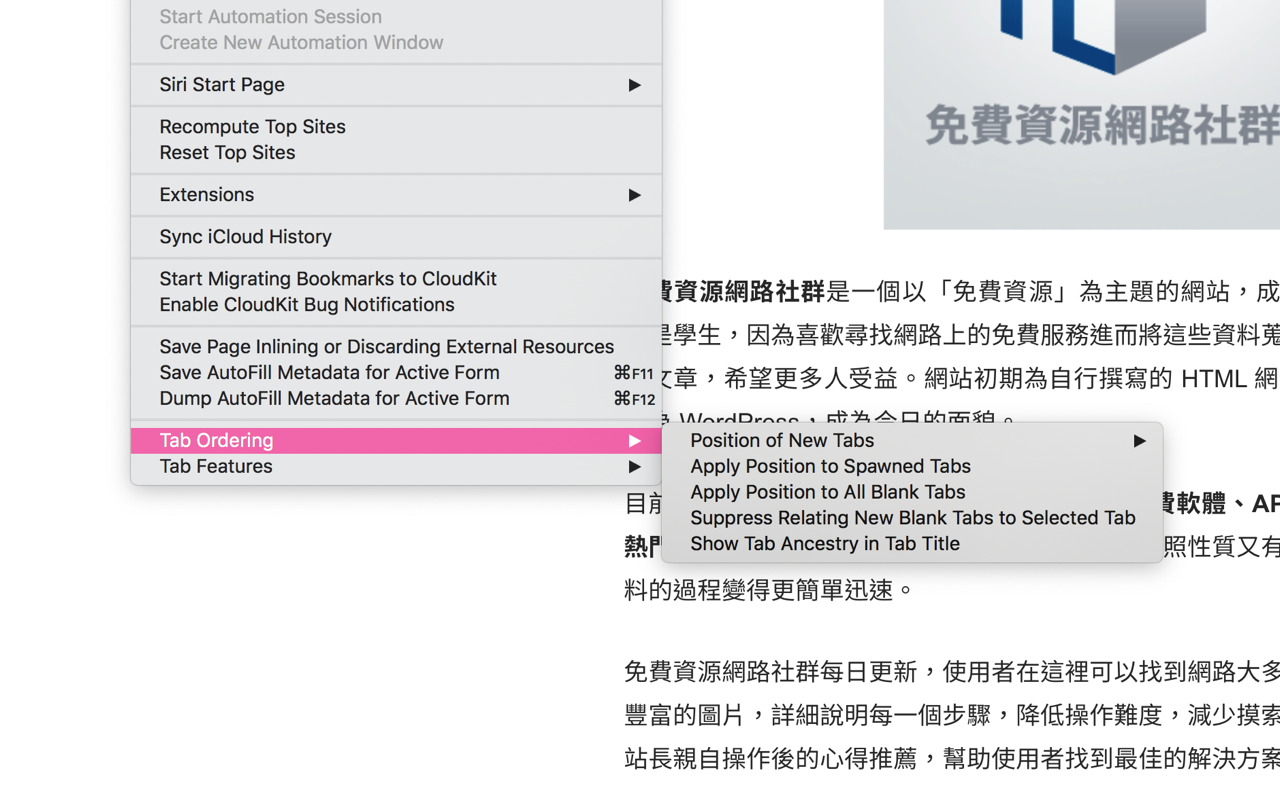 Start Automation Session
Create New Automation Window
Siri Start Page
Recompute Top Sites
Reset Top Sites
Extensions
Sync iCloud History
Start Migrating Bookmarks to CloudKit
Enable CloudKit Bug Notifications
Save Page Inlining or Discarding External Resources
Save AutoFill Metadata for Active Form ⌘F11
Dump AutoFill Metadata for Active Form ⌘F12
Tab Ordering
Tab Features
Position of New Tabs
Apply Position to Spawned Tabs
Apply Position to All Blank Tabs
Suppress Relating New Blank Tabs to Selected Tab
Show Tab Ancestry in Tab Title
免費資源網路社群
費資源網路社群是一個以「免費資源」為主題的網站，成
是學生，因為喜歡尋找網路上的免費服務進而將這些資料蒐
文章，希望更多人受益。網站初期為自行撰寫的 HTML 網
WordPress，成為今日的面貌。
目前
費軟體、AP
熱門
照性質又有
料的過程變得更簡單迅速。
免費資源網路社群每日更新，使用者在這裡可以找到網路大多
豐富的圖片，詳細說明每一個步驟，降低操作難度，減少摸索
站長親自操作後的心得推薦，幫助使用者找到最佳的解決方案